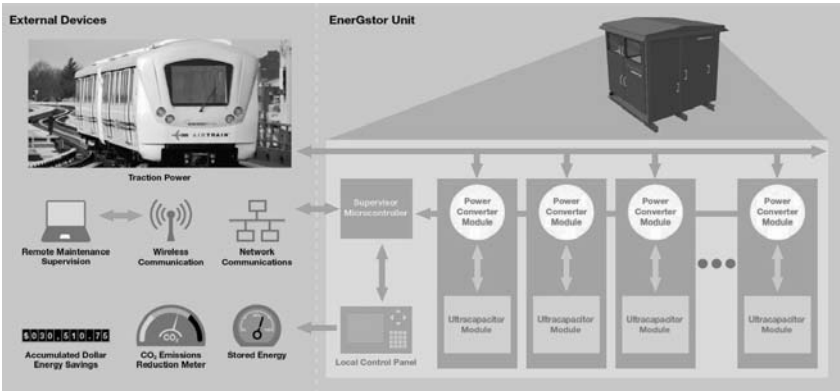 External Devices
EnerGstor Unit
AIRTRAIN
Traction Power
Supervisor
Microcontroller
Power
Converter
Module
Power
Converter
Module
Power
Converter
Module
Power
Converter
Module
Remote Maintenance
Supervision
Wireless
Communication
Network
Communications
Ultracapacitor
Module
Ultracapacitor
Module
Ultracapacitor
Module
Ultracapacitor
Module
$030,510.75
CO₂
Accumulated Dollar
Energy Savings
CO₂ Emissions
Reduction Meter
Stored Energy
Local Control Panel